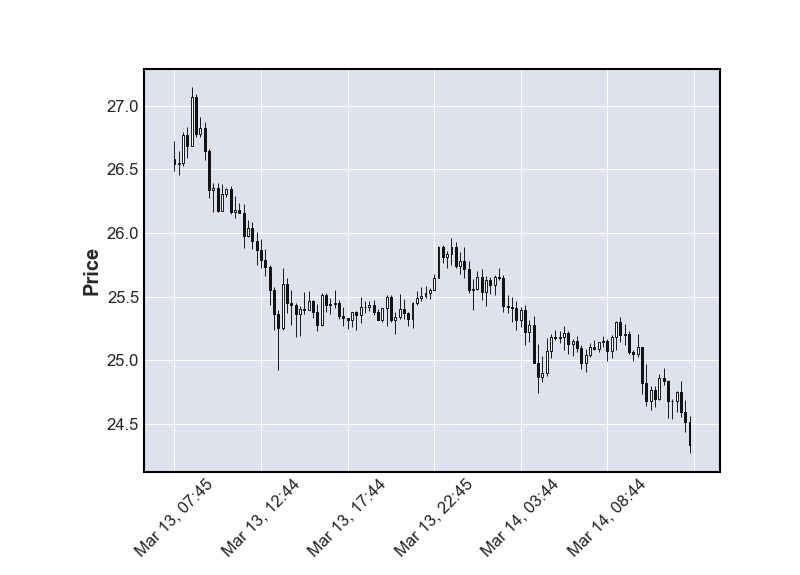 27.0
26.5
26.0
25.5
25.0
24.5
Price
Mar 13, 07:45
Mar 13, 12:44
Mar 13, 17:44
Mar 13, 22:45
Mar 14, 03:44
Mar 14, 08:44